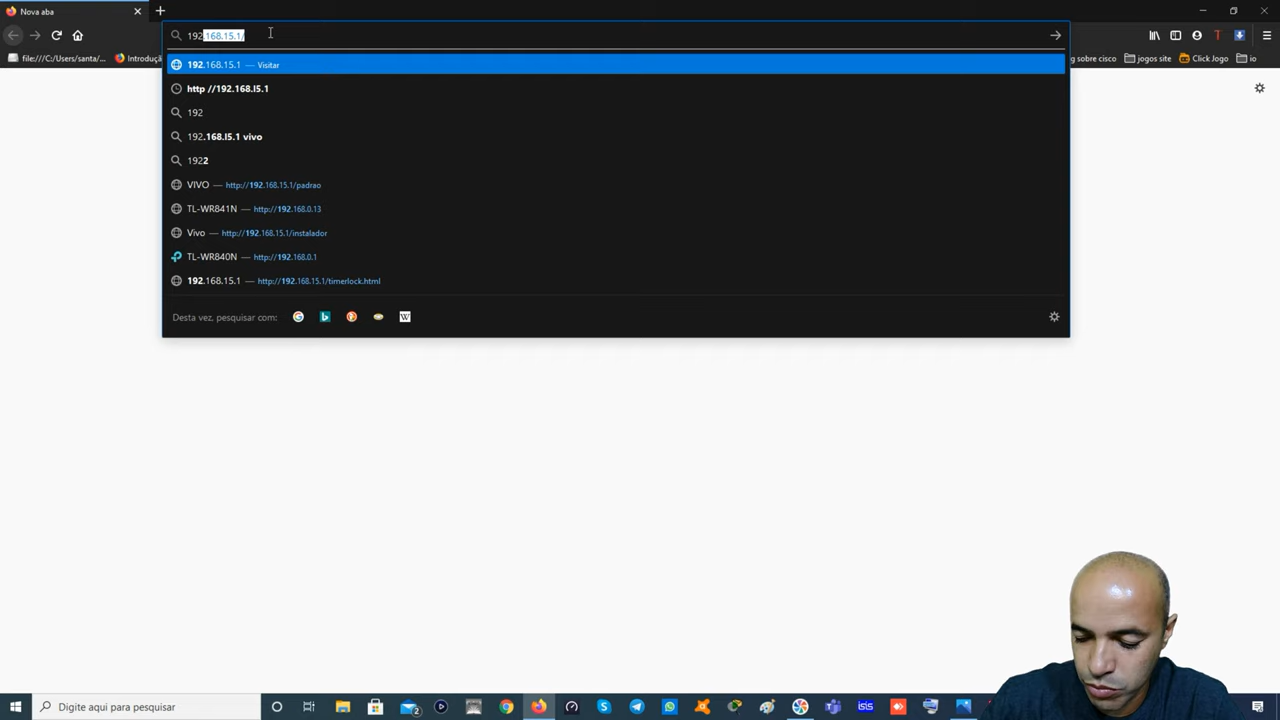 Nova aba
192.168.15.1/
file:///C:/Users/santa/...
Introduçã
g sobre cisco
jogos site
Click Jogo
io
192.168.15.1 — Visitar
http //192.168.l5.1
192
192.168.l5.1 vivo
1922
VIVO — http://192.168.15.1/padrao
TL-WR841N — http://192.168.0.13
Vivo — http://192.168.15.1/instalador
TL-WR840N — http://192.168.0.1
192.168.15.1 — http://192.168.15.1/timerlock.html
Desta vez, pesquisar com:
Digite aqui para pesquisar